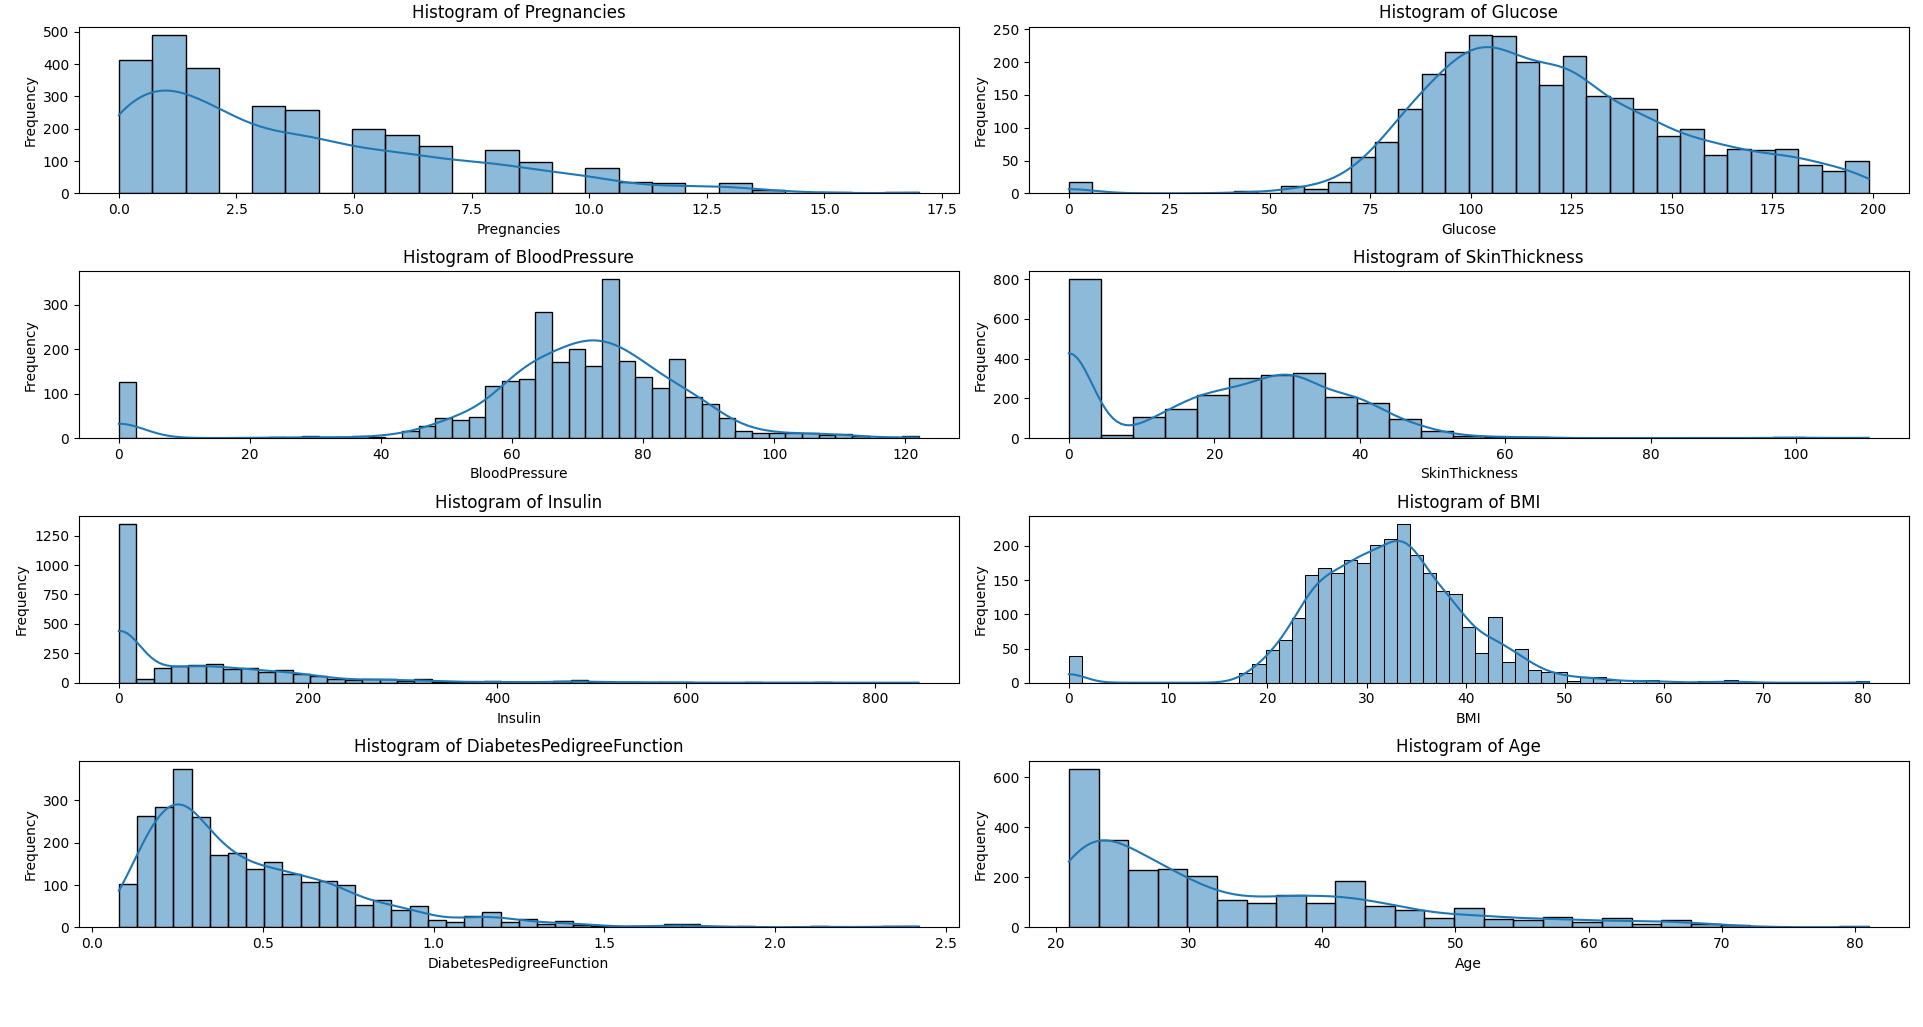 Histogram of Pregnancies
500
400
300
200
100
0
Frequency
0.0 2.5 5.0 7.5 10.0 12.5 15.0 17.5
Pregnancies
Histogram of Glucose
250
200
150
100
50
0
Frequency
0 25 50 75 100 125 150 175 200
Glucose
Histogram of BloodPressure
300
200
100
0
Frequency
0 20 40 60 80 100 120
BloodPressure
Histogram of SkinThickness
800
600
400
200
0
Frequency
0 20 40 60 80 100
SkinThickness
Histogram of Insulin
1250
1000
750
500
250
0
Frequency
0 200 400 600 800
Insulin
Histogram of BMI
200
150
100
50
0
Frequency
0 10 20 30 40 50 60 70 80
BMI
Histogram of DiabetesPedigreeFunction
300
200
100
0
Frequency
0.0 0.5 1.0 1.5 2.0 2.5
DiabetesPedigreeFunction
Histogram of Age
600
400
200
0
Frequency
20 30 40 50 60 70 80
Age